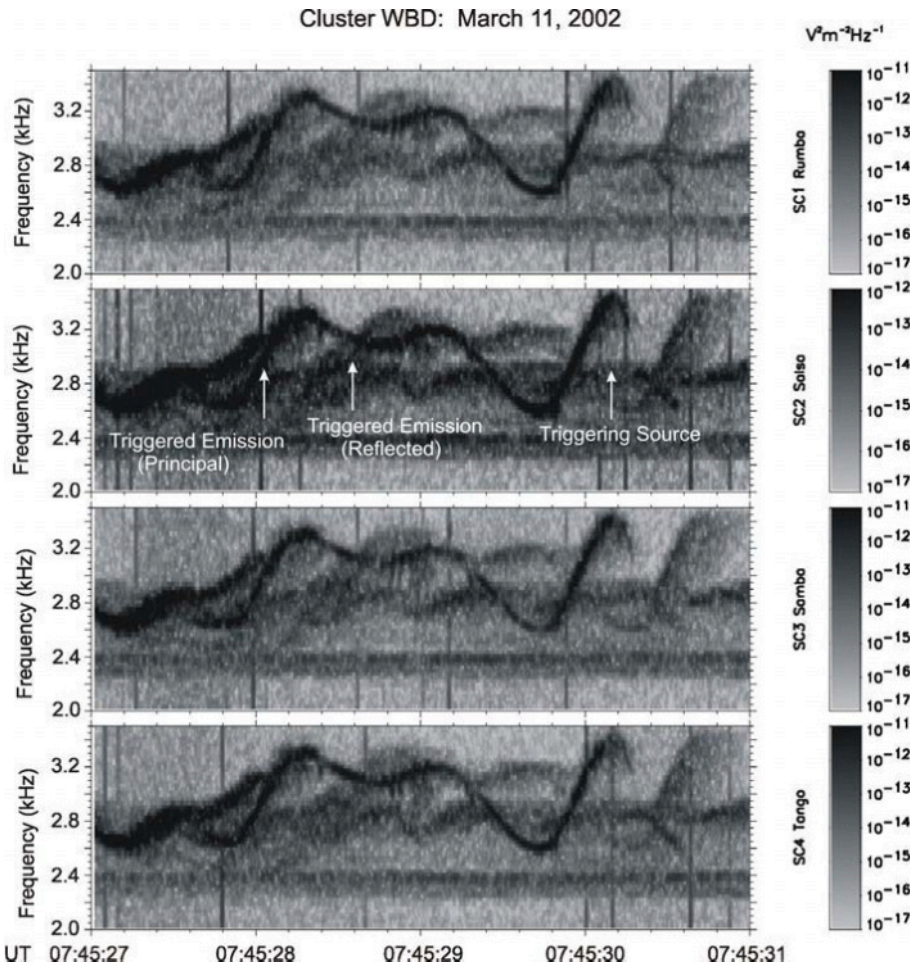 Cluster WBD: March 11, 2002
V²m⁻²Hz⁻¹
Frequency (kHz)
3.2
2.8
2.4
2.0
10⁻¹¹
10⁻¹²
10⁻¹³
10⁻¹⁴
10⁻¹⁵
10⁻¹⁶
10⁻¹⁷
SC1 Rumba
Frequency (kHz)
3.2
2.8
2.4
2.0
Triggered Emission
(Principal)
Triggered Emission
(Reflected)
Triggering Source
10⁻¹²
10⁻¹³
10⁻¹⁴
10⁻¹⁵
10⁻¹⁶
10⁻¹⁷
SC2 Salsa
Frequency (kHz)
3.2
2.8
2.4
2.0
10⁻¹¹
10⁻¹²
10⁻¹³
10⁻¹⁴
10⁻¹⁵
10⁻¹⁶
10⁻¹⁷
SC3 Samba
Frequency (kHz)
3.2
2.8
2.4
2.0
10⁻¹¹
10⁻¹²
10⁻¹³
10⁻¹⁴
10⁻¹⁵
10⁻¹⁶
10⁻¹⁷
SC4 Tango
UT 07:45:27 07:45:28 07:45:29 07:45:30 07:45:31